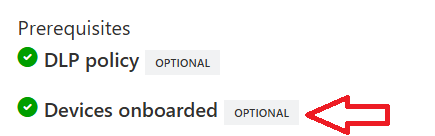 Prerequisites
DLP policy OPTIONAL
Devices onboarded OPTIONAL